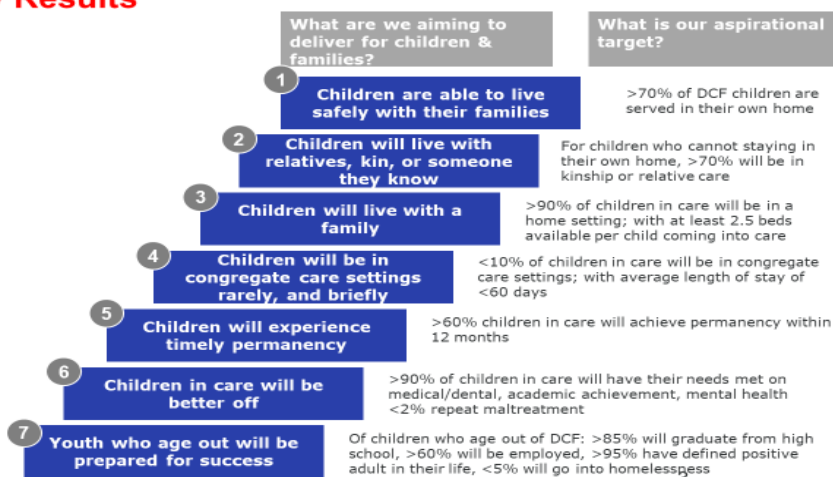 Results
What are we aiming to
deliver for children &
families?
What is our aspirational
target?
1
Children are able to live
safely with their families
>70% of DCF children are
served in their own home
2
Children will live with
relatives, kin, or someone
they know
For children who cannot staying in
their own home, >70% will be in
kinship or relative care
3
Children will live with a
family
>90% of children in care will be in a
home setting; with at least 2.5 beds
available per child coming into care
4
Children will be in
congregate care settings
rarely, and briefly
<10% of children in care will be in congregate
care settings; with average length of stay of
<60 days
5
Children will experience
timely permanency
>60% children in care will achieve permanency within
12 months
6
Children in care will be
better off
>90% of children in care will have their needs met on
medical/dental, academic achievement, mental health
<2% repeat maltreatment
7
Youth who age out will be
prepared for success
Of children who age out of DCF: >85% will graduate from high
school, >60% will be employed, >95% have defined positive
adult in their life, <5% will go into homelessness